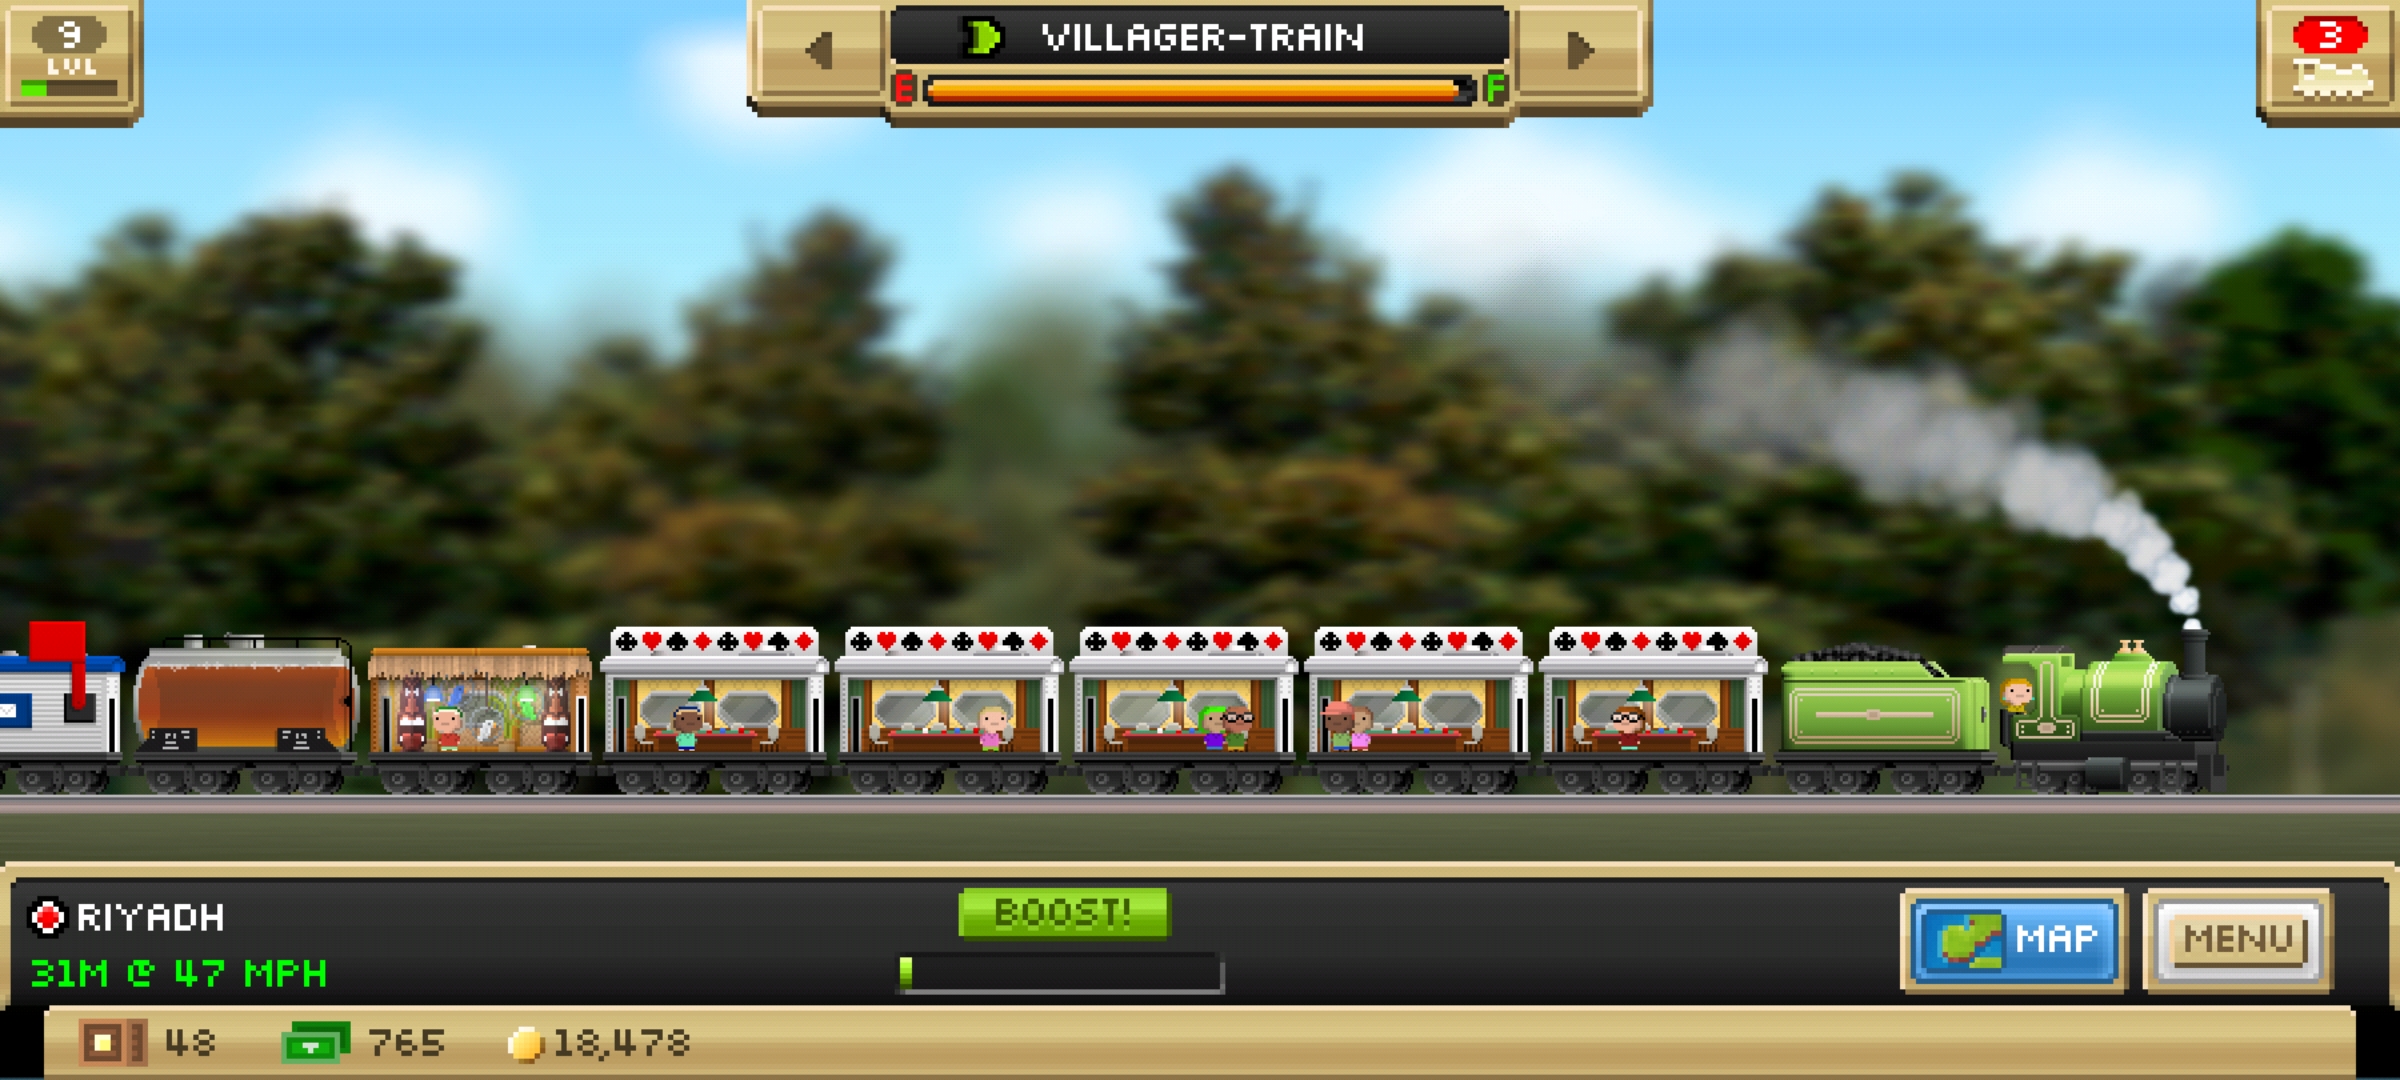 9
LVL
VILLAGER-TRAIN
E F
3
RIYADH
BOOST!
31M @ 47 MPH
MAP
MENU
48 765 18,478